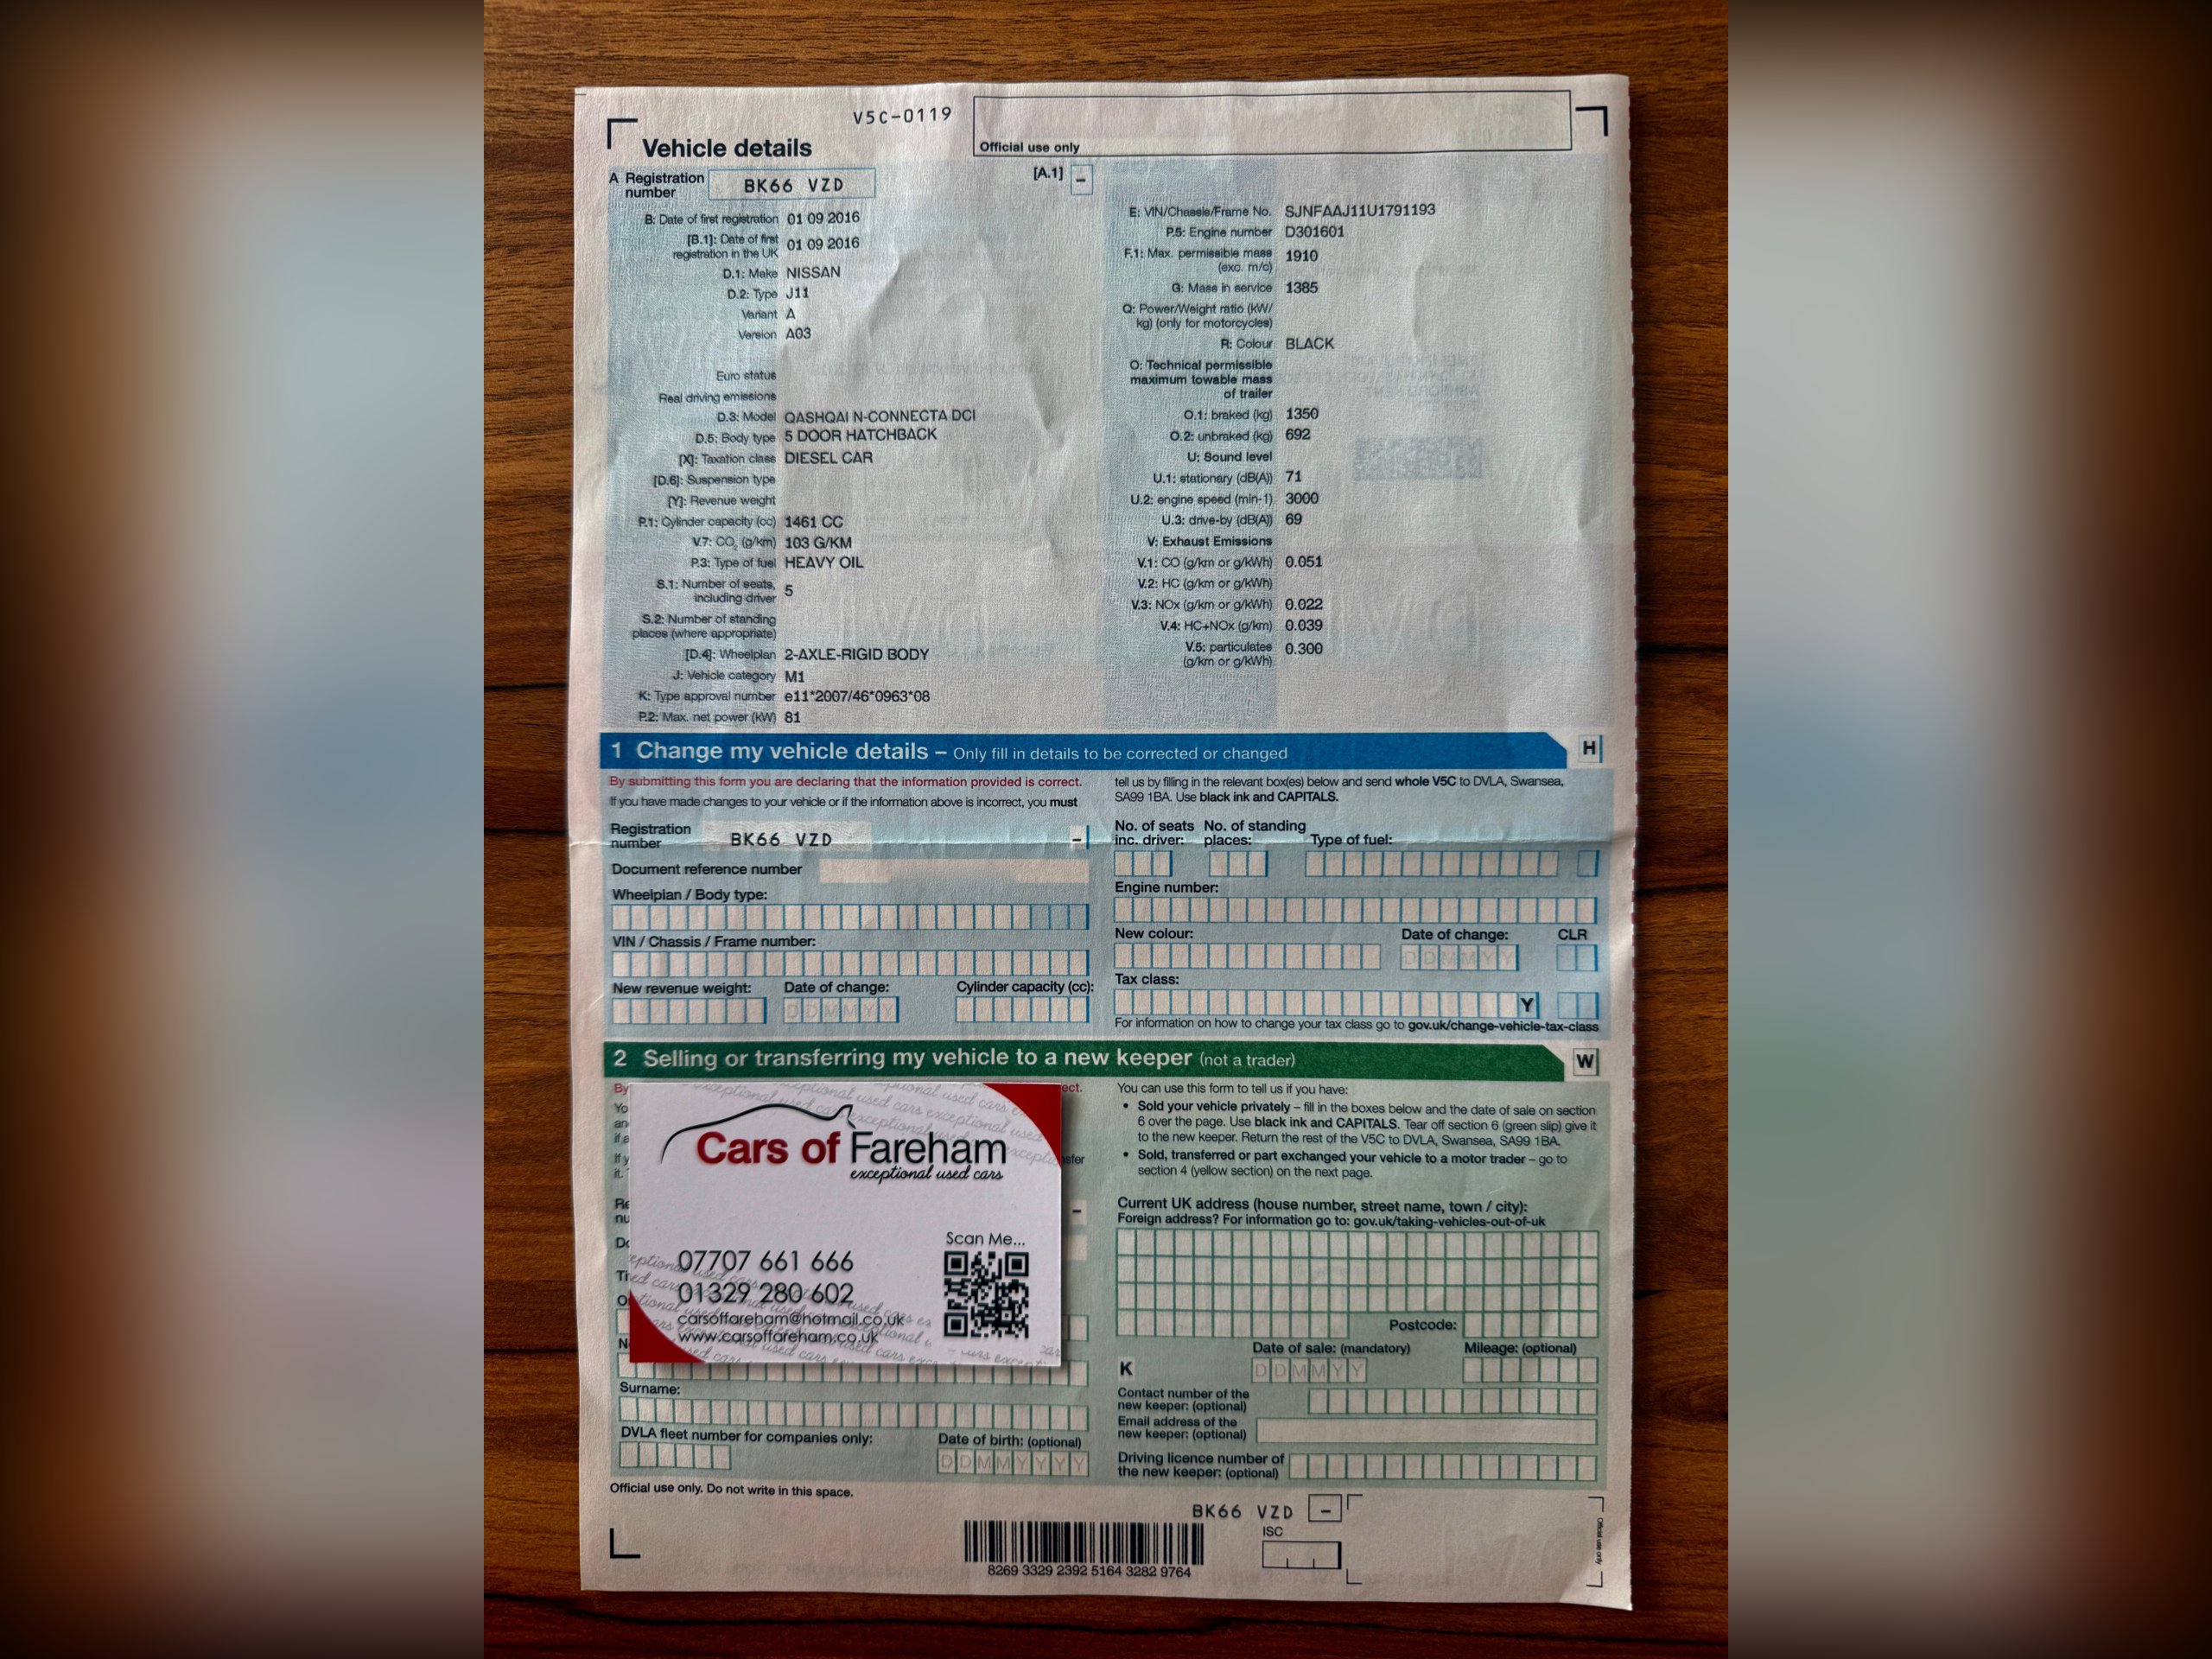 V5C-0119
Official use only
Vehicle details
A Registration number BK66 VZD
[A.1] -
B: Date of first registration 01 09 2016
[B.1]: Date of first registration in the UK 01 09 2016
D.1: Make NISSAN
D.2: Type J11
Variant A
Version A03
Euro status
Real driving emissions
D.3: Model QASHQAI N-CONNECTA DCI
D.5: Body type 5 DOOR HATCHBACK
[X]: Taxation class DIESEL CAR
[D.6]: Suspension type
[Y]: Revenue weight
P.1: Cylinder capacity (cc) 1461 CC
V.7: CO2 (g/km) 103 G/KM
P.3: Type of fuel HEAVY OIL
S.1: Number of seats, including driver 5
S.2: Number of standing places (where appropriate)
[D.4]: Wheelplan 2-AXLE-RIGID BODY
J: Vehicle category M1
K: Type approval number e11*2007/46*0963*08
P.2: Max. net power (kW) 81
E: VIN/Chassis/Frame No. SJNFAAJ11U1791193
P.5: Engine number D301601
F.1: Max. permissible mass (exc. m/c) 1910
G: Mass in service 1385
Q: Power/Weight ratio (kW/kg) (only for motorcycles)
R: Colour BLACK
O: Technical permissible maximum towable mass of trailer
O.1: braked (kg) 1350
O.2: unbraked (kg) 692
U: Sound level
U.1: stationary (dB(A)) 71
U.2: engine speed (min-1) 3000
U.3: drive-by (dB(A)) 69
V: Exhaust Emissions
V.1: CO (g/km or g/kWh) 0.051
V.2: HC (g/km or g/kWh)
V.3: NOx (g/km or g/kWh) 0.022
V.4: HC+NOx (g/km) 0.039
V.5: particulates (g/km or g/kWh) 0.300
1 Change my vehicle details – Only fill in details to be corrected or changed
H
By submitting this form you are declaring that the information provided is correct.
If you have made changes to your vehicle or if the information above is incorrect, you must
tell us by filling in the relevant box(es) below and send whole V5C to DVLA, Swansea,
SA99 1BA. Use black ink and CAPITALS.
Registration number BK66 VZD -
Document reference number
Wheelplan / Body type:
VIN / Chassis / Frame number:
New revenue weight: Date of change: Cylinder capacity (cc):
DDMMYY
No. of seats inc. driver: No. of standing places: Type of fuel:
Engine number:
New colour: Date of change: CLR
DDMMYY
Tax class:
Y
For information on how to change your tax class go to gov.uk/change-vehicle-tax-class
2 Selling or transferring my vehicle to a new keeper (not a trader)
W
Cars of Fareham
exceptional used cars
Scan Me...
07707 661 666
01329 280 602
carsoffareham@hotmail.co.uk
www.carsoffareham.co.uk
Surname:
DVLA fleet number for companies only: Date of birth: (optional)
DDMMYYYY
You can use this form to tell us if you have:
• Sold your vehicle privately – fill in the boxes below and the date of sale on section
6 over the page. Use black ink and CAPITALS. Tear off section 6 (green slip) give it
to the new keeper. Return the rest of the V5C to DVLA, Swansea, SA99 1BA.
• Sold, transferred or part exchanged your vehicle to a motor trader – go to
section 4 (yellow section) on the next page.
Current UK address (house number, street name, town / city):
Foreign address? For information go to: gov.uk/taking-vehicles-out-of-uk
Postcode:
Date of sale: (mandatory) Mileage: (optional)
K DDMMYY
Contact number of the new keeper: (optional)
Email address of the new keeper: (optional)
Driving licence number of the new keeper: (optional)
Official use only. Do not write in this space.
BK66 VZD -
ISC
8269 3329 2392 5164 3282 9764
Official use only